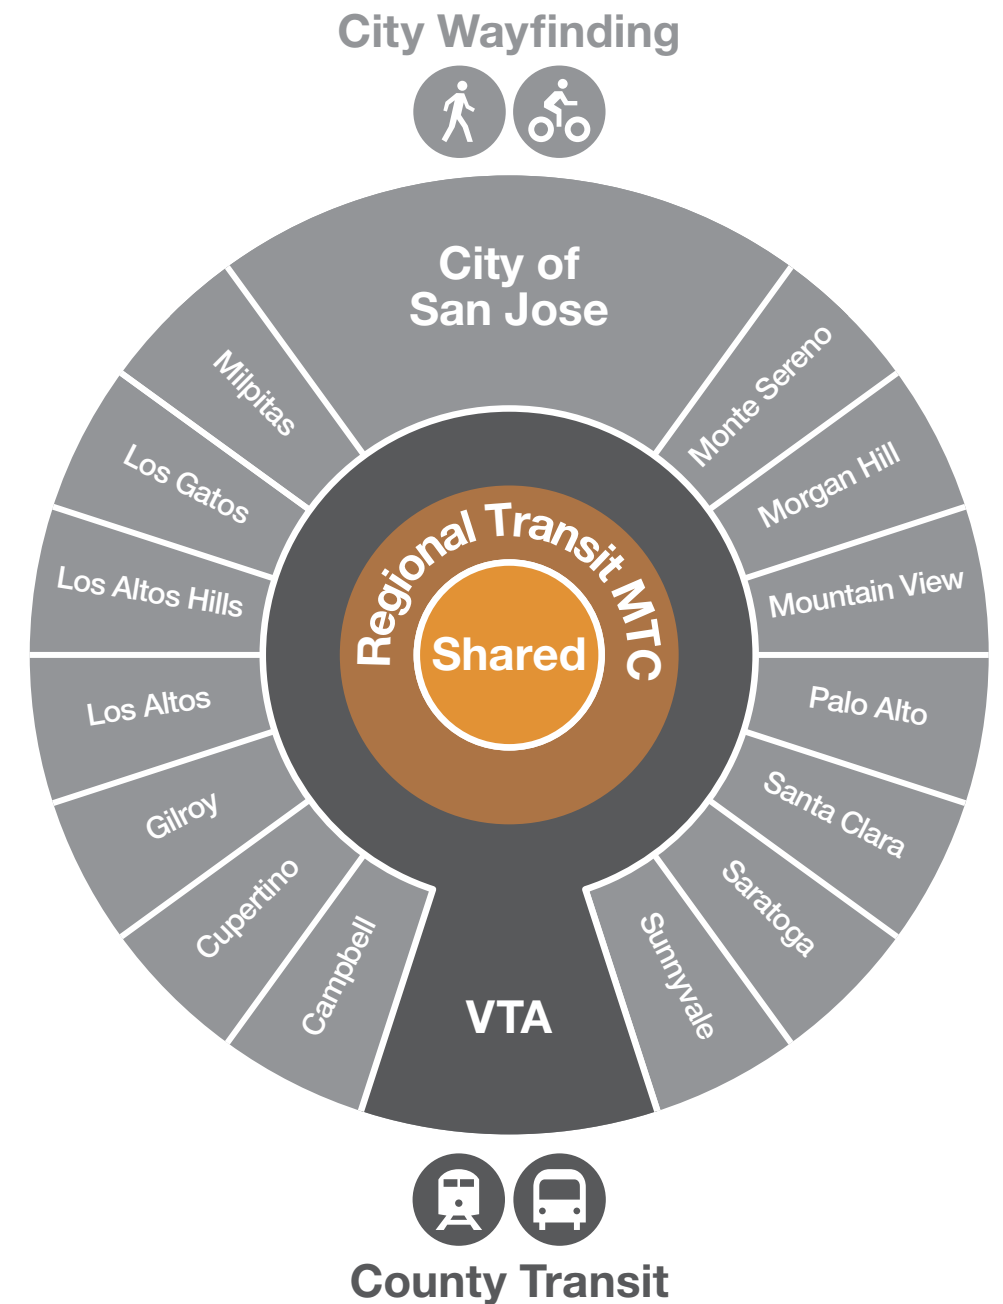 City Wayfinding
City of
San Jose
Milpitas
Monte Sereno
Los Gatos
Morgan Hill
Los Altos Hills
Mountain View
Regional Transit MTC
Shared
Los Altos
Palo Alto
Gilroy
Santa Clara
Cupertino
Saratoga
Campbell
Sunnyvale
VTA
County Transit